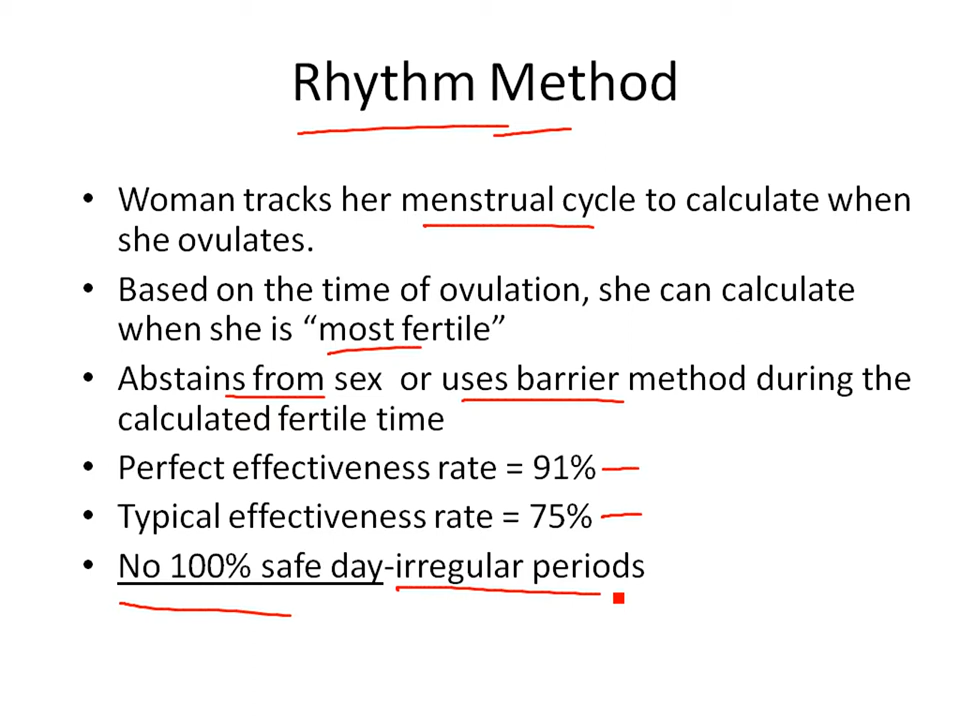 Rhythm Method
• Woman tracks her menstrual cycle to calculate when
she ovulates.
• Based on the time of ovulation, she can calculate
when she is “most fertile”
• Abstains from sex  or uses barrier method during the
calculated fertile time
• Perfect effectiveness rate = 91%
• Typical effectiveness rate = 75%
• No 100% safe day-irregular periods